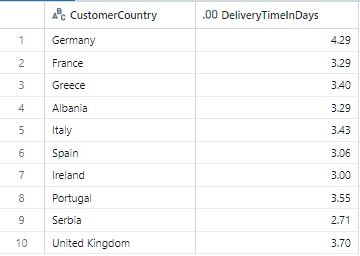 ABC CustomerCountry .00 DeliveryTimeInDays
1 Germany 4.29
2 France 3.29
3 Greece 3.40
4 Albania 3.29
5 Italy 3.43
6 Spain 3.06
7 Ireland 3.00
8 Portugal 3.55
9 Serbia 2.71
10 United Kingdom 3.70